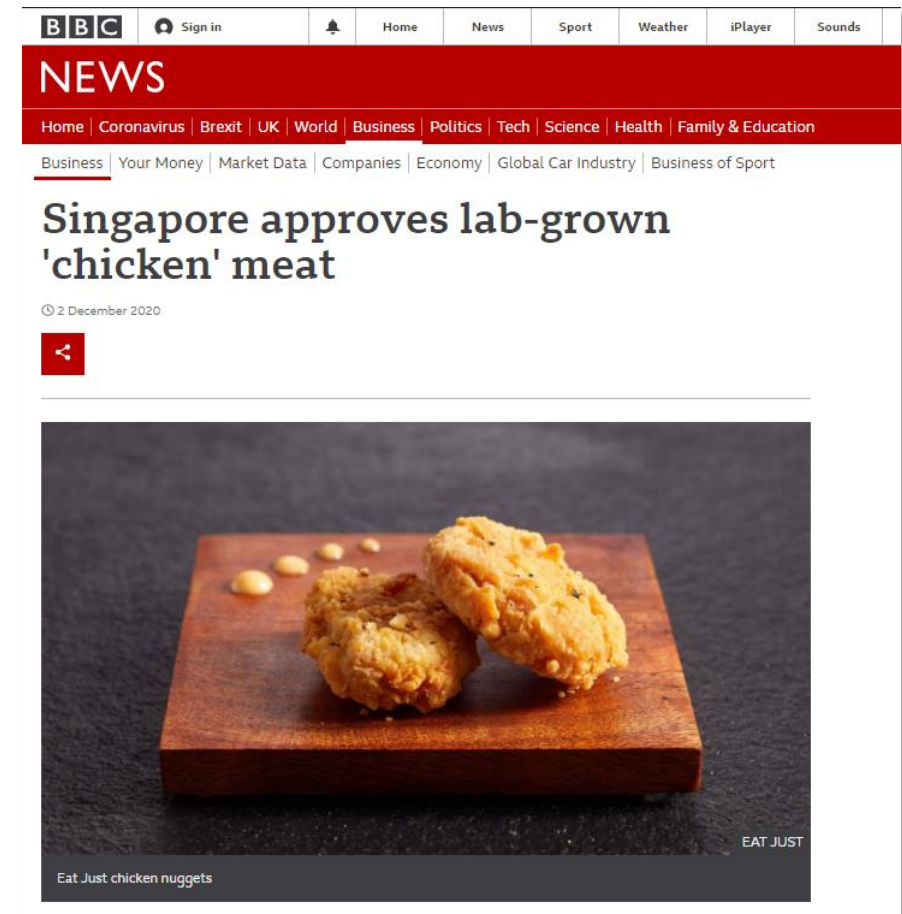 BBC Sign in Home News Sport Weather iPlayer Sounds
NEWS
Home Coronavirus Brexit UK World Business Politics Tech Science Health Family & Education
Business Your Money Market Data Companies Economy Global Car Industry Business of Sport
Singapore approves lab-grown
'chicken' meat
2 December 2020
EAT JUST
Eat Just chicken nuggets